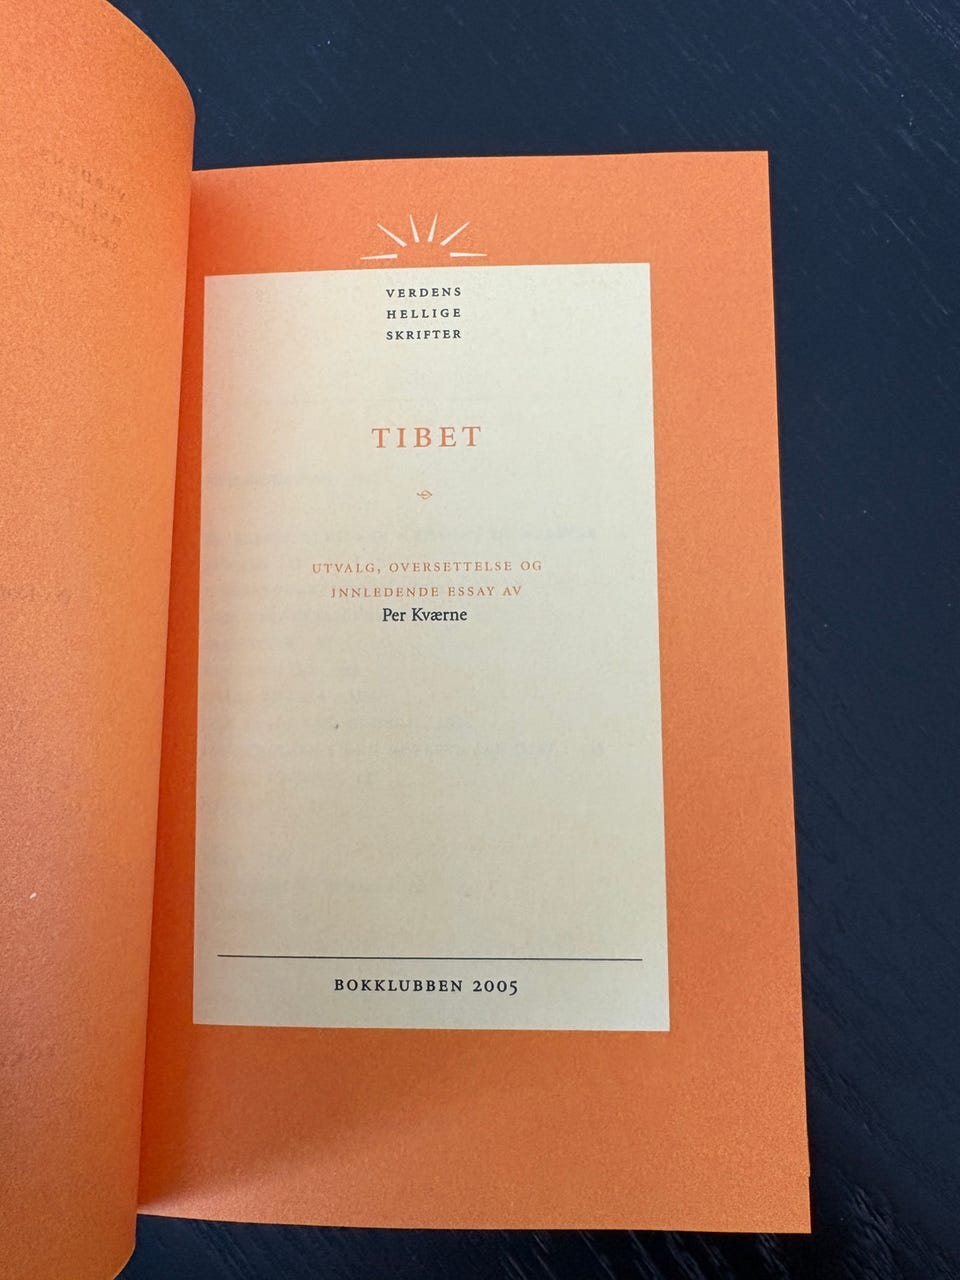 VERDENS
HELLIGE
SKRIFTER
TIBET
UTVALG, OVERSETTELSE OG
INNLEDENDE ESSAY AV
Per Kværne
BOKKLUBBEN 2005